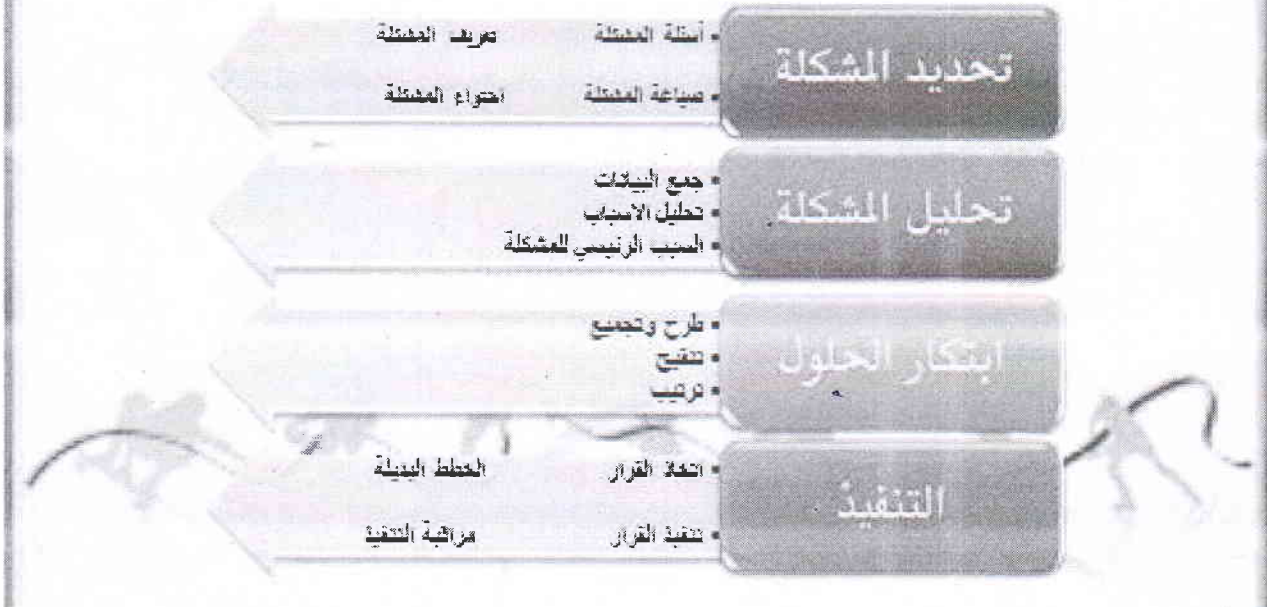 تحديد المشكلة
• أسئلة المشكلة تعريف المشكلة
• صياغة المشكلة احتواء المشكلة
تحليل المشكلة
• جمع البيانات
• تحليل الاسباب
• السبب الرئيسي للمشكلة
ابتكار الحلول
• طرح وتجميع
• تنقيح
• ترتيب
التنفيذ
• اتخاذ القرار الخطط البديلة
• تنفيذ القرار مراقبة التنفيذ